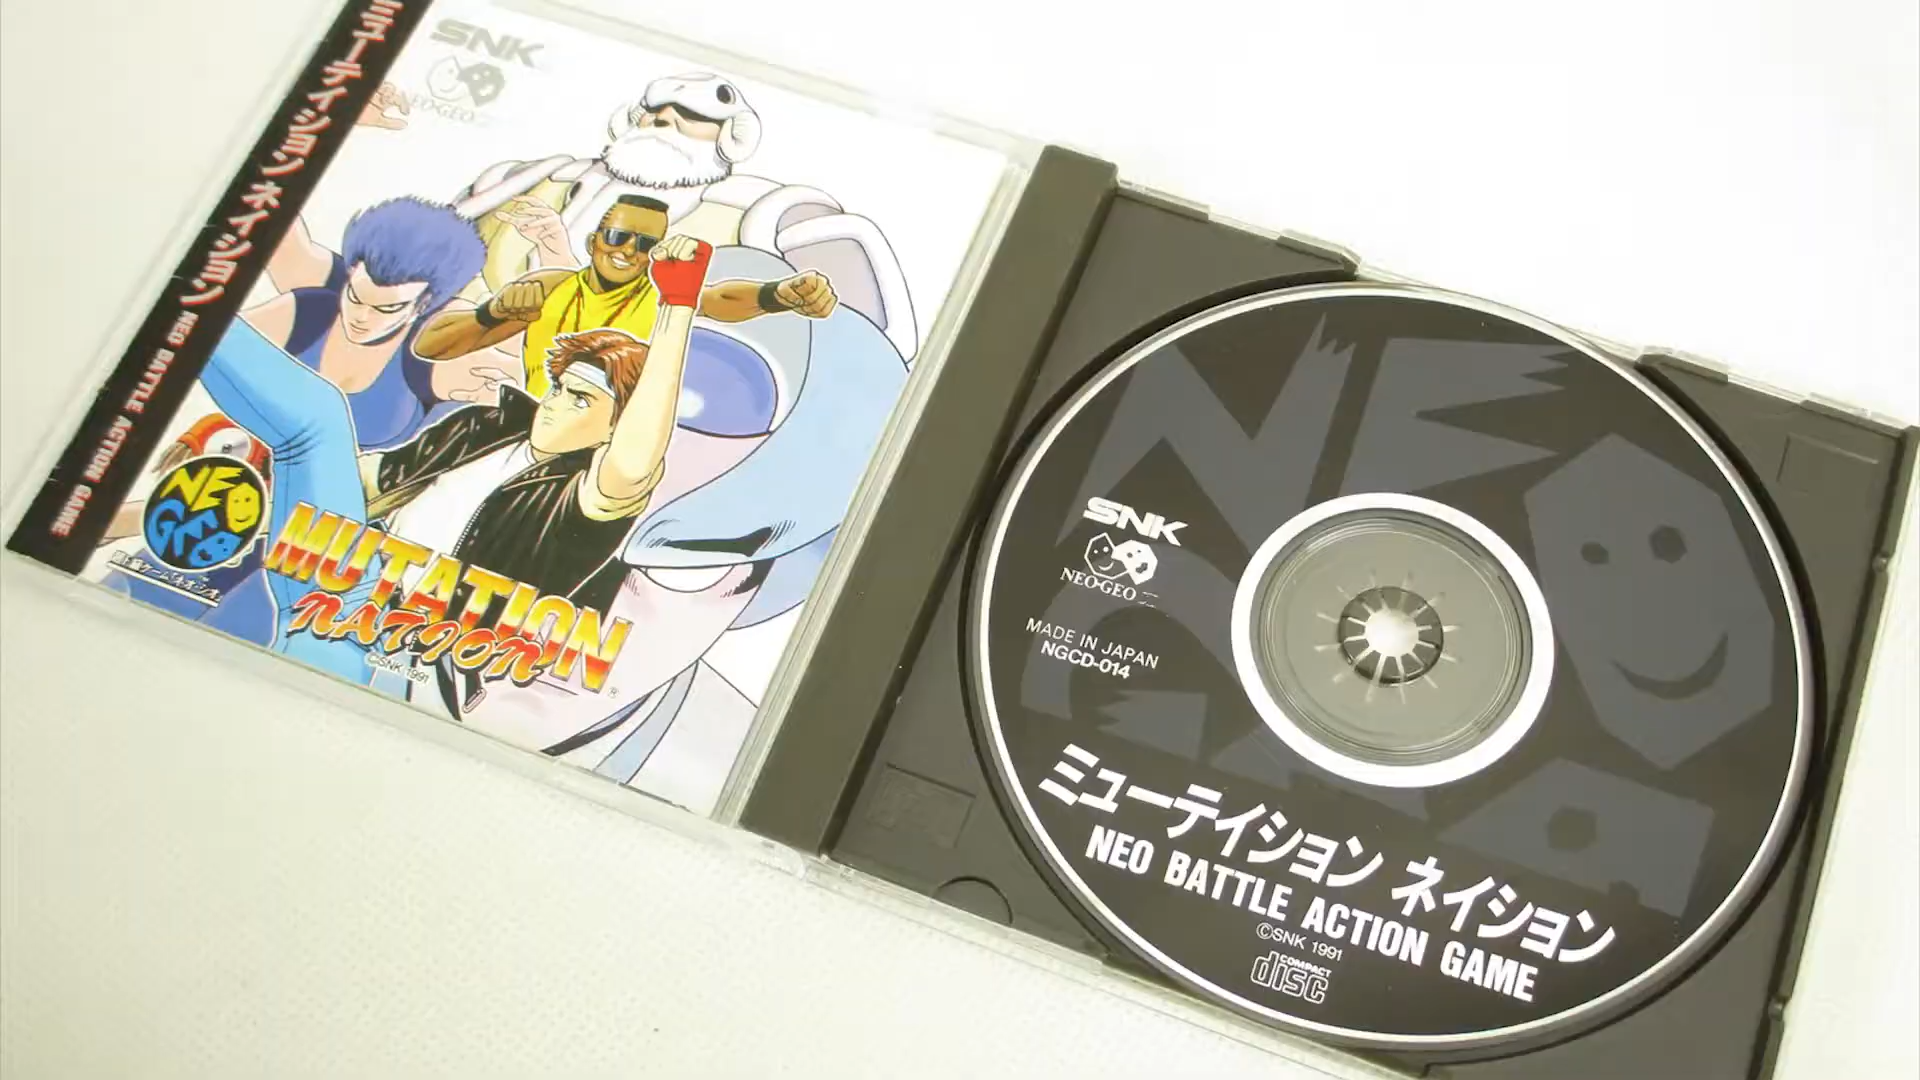 ミューテイション ネイション NEO BATTLE ACTION GAME
SNK
NEO·GEO
NEO
GEO
MUTATION
NATION
©SNK 1991
NEO
SNK
NEO·GEO
MADE IN JAPAN
NGCD-014
ミューテイション ネイション
NEO BATTLE ACTION GAME
©SNK 1991
COMPACT
disc